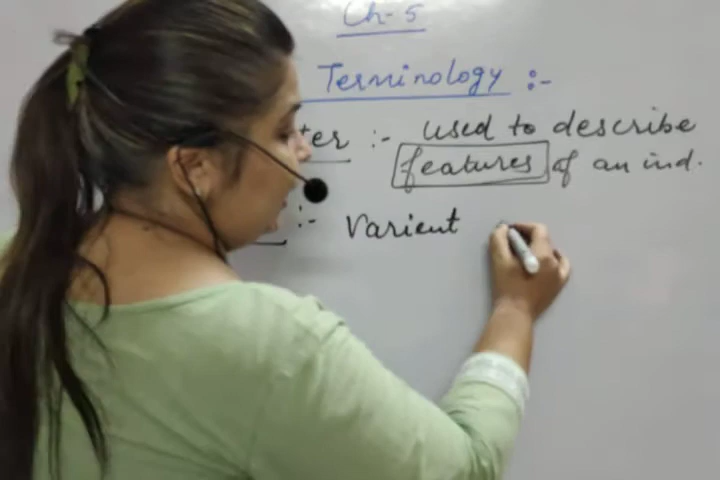 Ch-5
Terminology :-
ter :- used to describe
features of an ind.
:- Varient